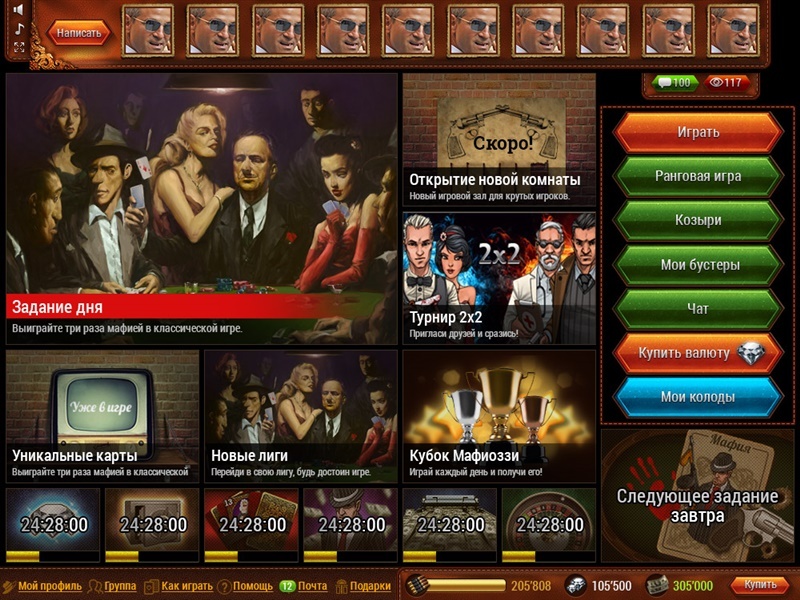 Написать
100
117
Скоро!
Открытие новой комнаты
Новый игровой зал для крутых игроков.
Задание дня
Выиграйте три раза мафией в классической игре.
2x2
Турнир 2x2
Пригласи друзей и сразись!
Играть
Ранговая игра
Козыри
Мои бустеры
Чат
Купить валюту
Мои колоды
Уже в игре
Уникальные карты
Выиграйте три раза мафией в классической
Новые лиги
Перейди в свою лигу, будь достоин игре.
Кубок Мафиоззи
Играй каждый день и получи его!
Мафия
Следующее задание
завтра
24:28:00
24:28:00
24:28:00
24:28:00
24:28:00
24:28:00
Мой профиль
Группа
Как играть
Помощь
12 Почта
Подарки
205'808
105'500
305'000
Купить